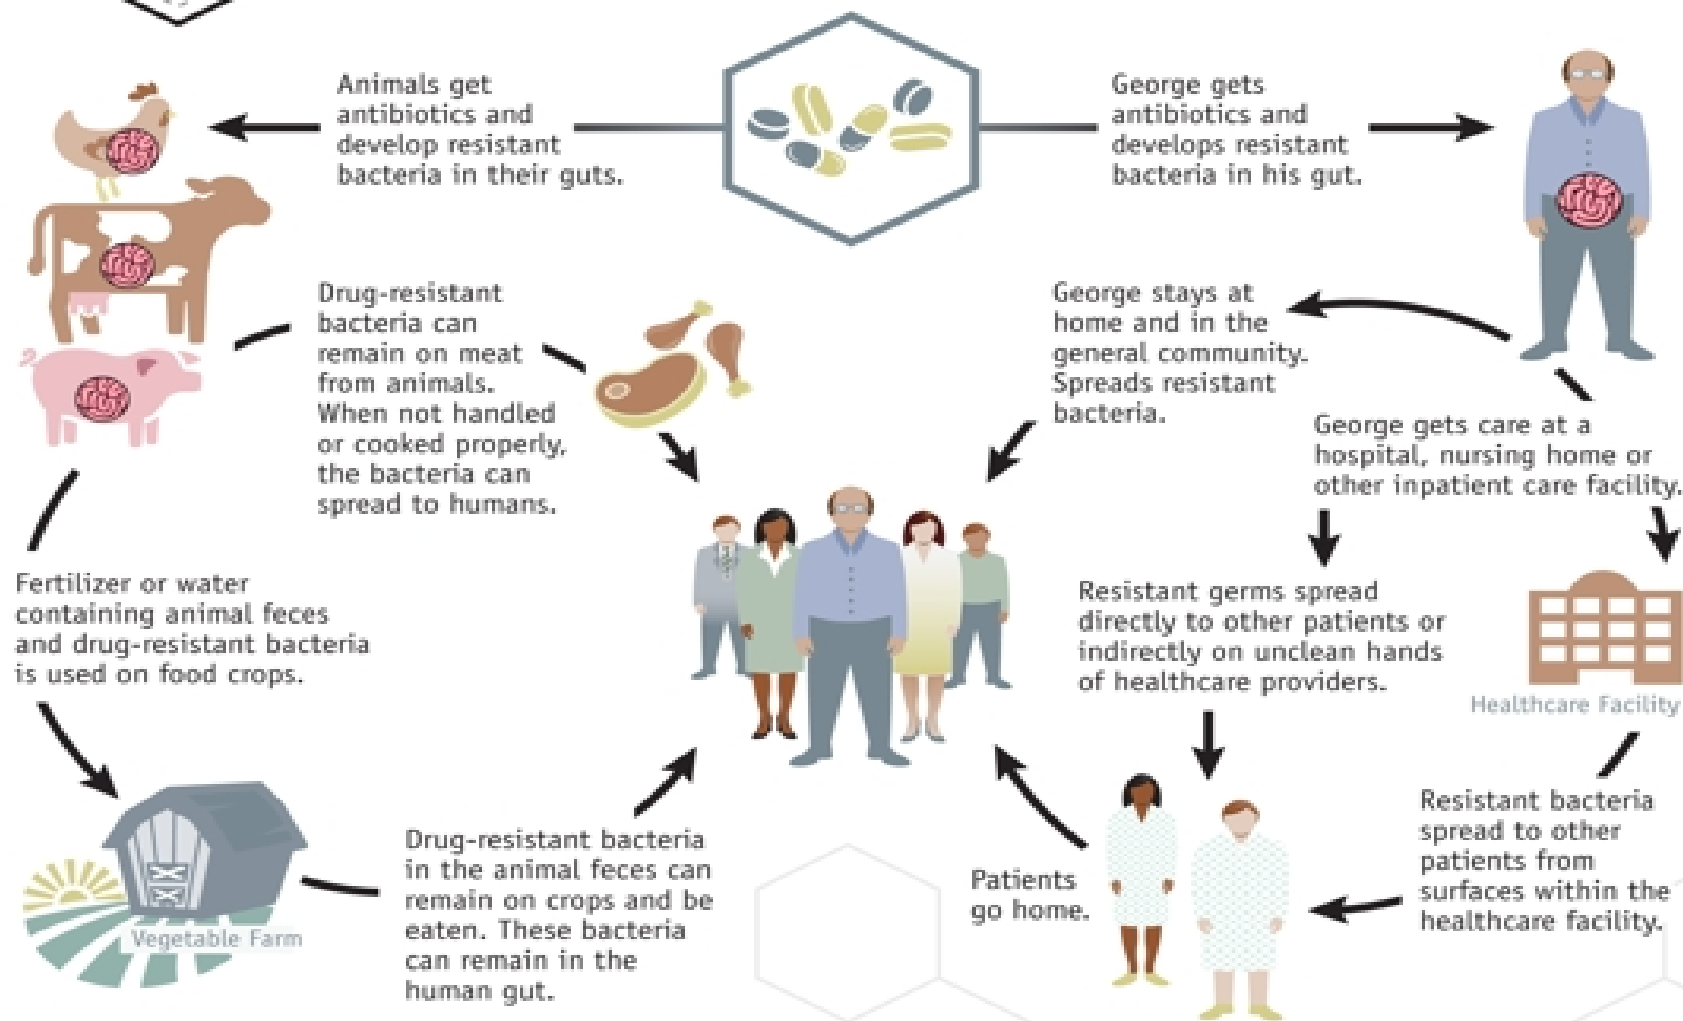 Animals get
antibiotics and
develop resistant
bacteria in their guts.
George gets
antibiotics and
develops resistant
bacteria in his gut.
Drug-resistant
bacteria can
remain on meat
from animals.
When not handled
or cooked properly,
the bacteria can
spread to humans.
George stays at
home and in the
general community.
Spreads resistant
bacteria.
George gets care at a
hospital, nursing home or
other inpatient care facility.
Fertilizer or water
containing animal feces
and drug-resistant bacteria
is used on food crops.
Resistant germs spread
directly to other patients or
indirectly on unclean hands
of healthcare providers.
Healthcare Facility
Vegetable Farm
Drug-resistant bacteria
in the animal feces can
remain on crops and be
eaten. These bacteria
can remain in the
human gut.
Patients
go home.
Resistant bacteria
spread to other
patients from
surfaces within the
healthcare facility.